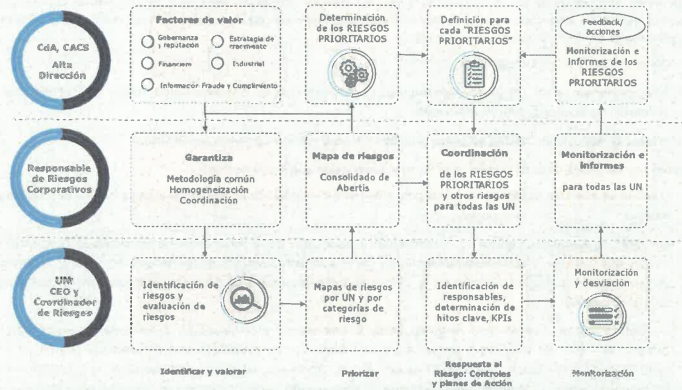 CdA, CACS
Alta
Dirección
Factores de valor
Gobernanza
y reputación
Estrategia de
crecimiento
Financiero
Industrial
Información Fraude y Cumplimiento
Determinación
de los RIESGOS
PRIORITARIOS
Definición para
cada "RIESGOS
PRIORITARIOS"
Feedback/
acciones
Monitorización e
Informes de los
RIESGOS
PRIORITARIOS
Responsable
de Riesgos
Corporativos
Garantiza
Metodología común
Homogeneización
Coordinación
Mapa de riesgos
Consolidado de
Abertis
Coordinación
de los RIESGOS
PRIORITARIOS
y otros riesgos
para todas las UN
Monitorización e
Informes
para todas las UN
UN:
CEO y
Coordinador
de Riesgos
Identificación de
riesgos y
evaluación de
riesgos
Mapas de riesgos
por UN y por
categorías de
riesgo
Identificación de
responsables,
determinación de
hitos clave, KPIs
Monitorización
y desviación
Identificar y valorar
Priorizar
Respuesta al
Riesgo: Controles
y planes de Acción
Monitorización